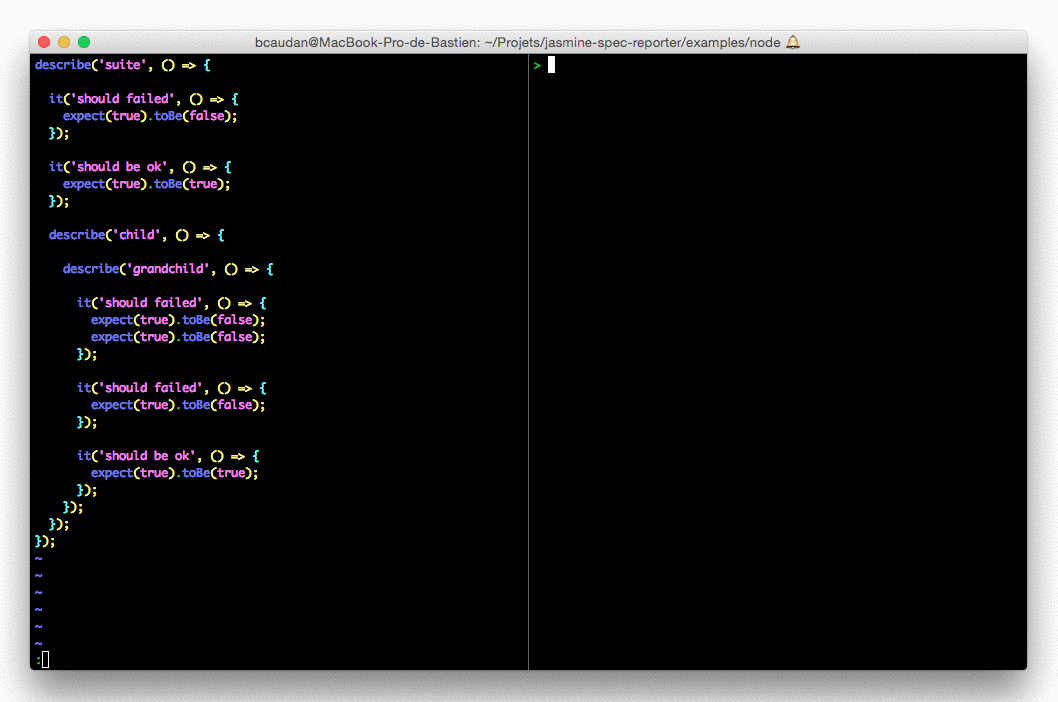 bcaudan@MacBook-Pro-de-Bastien: ~/Projets/jasmine-spec-reporter/examples/node 🔔
describe('suite', () => {
  it('should failed', () => {
    expect(true).toBe(false);
  });
  it('should be ok', () => {
    expect(true).toBe(true);
  });
  describe('child', () => {
    describe('grandchild', () => {
      it('should failed', () => {
        expect(true).toBe(false);
        expect(true).toBe(false);
      });
      it('should failed', () => {
        expect(true).toBe(false);
      });
      it('should be ok', () => {
        expect(true).toBe(true);
      });
    });
  });
});
~
~
~
~
~
~
:
>